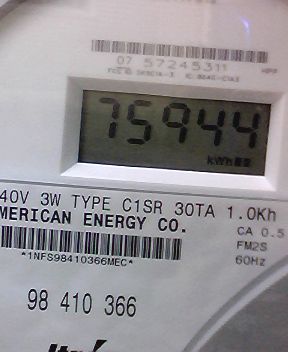 07 57245311
75944
kWh
40V 3W TYPE C1SR 30TA 1.0Kh
MERICAN ENERGY CO.
CA 0.5
FM2S
*1NFS98410366MEC*
60Hz
98 410 366